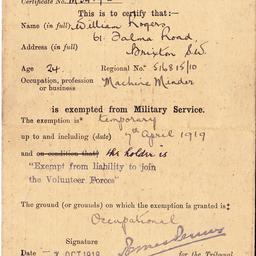 Certificate No.
This is to certify that:—
Name (in full) William Rogers
61. Falma Road,
Address (in full) Brixton S.W.
Age 24. Regional No. 516815/10
Occupation, profession or business Machine Minder
is exempted from Military Service.
The exemption is* temporary
up to and including (date) 7th April 1919
and on condition that) the holder is
"Exempt from liability to join
the Volunteer Forces"
The ground (or grounds) on which the exemption is granted is:
Occupational
Signature
Date 7 OCT 1918 for the Tribunal